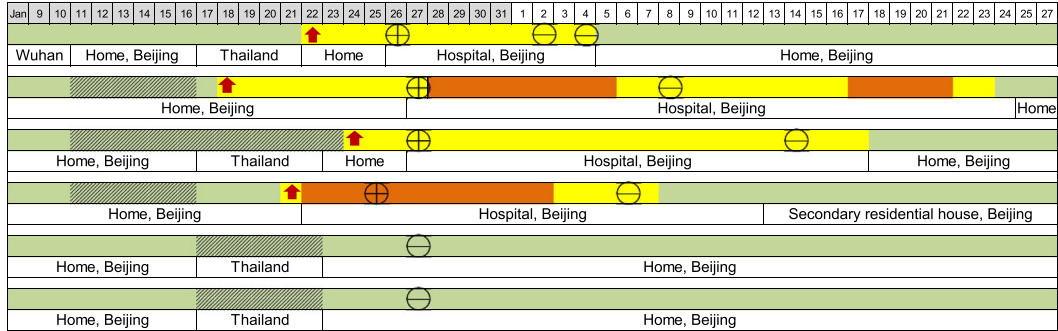 Jan 9 10 11 12 13 14 15 16 17 18 19 20 21 22 23 24 25 26 27 28 29 30 31 1 2 3 4 5 6 7 8 9 10 11 12 13 14 15 16 17 18 19 20 21 22 23 24 25 26 27
Wuhan Home, Beijing Thailand Home Hospital, Beijing Home, Beijing
Home, Beijing Hospital, Beijing Home
Home, Beijing Thailand Home Hospital, Beijing Home, Beijing
Home, Beijing Hospital, Beijing Secondary residential house, Beijing
Home, Beijing Thailand Home, Beijing
Home, Beijing Thailand Home, Beijing